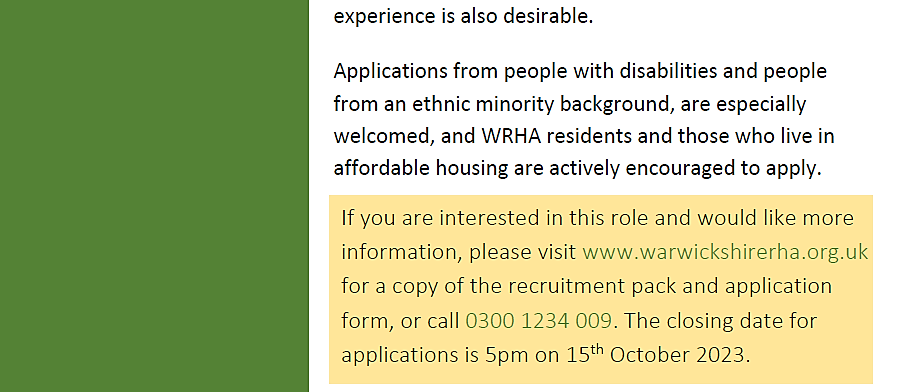 experience is also desirable.
Applications from people with disabilities and people
from an ethnic minority background, are especially
welcomed, and WRHA residents and those who live in
affordable housing are actively encouraged to apply.
If you are interested in this role and would like more
information, please visit www.warwickshirerha.org.uk
for a copy of the recruitment pack and application
form, or call 0300 1234 009. The closing date for
applications is 5pm on 15th October 2023.